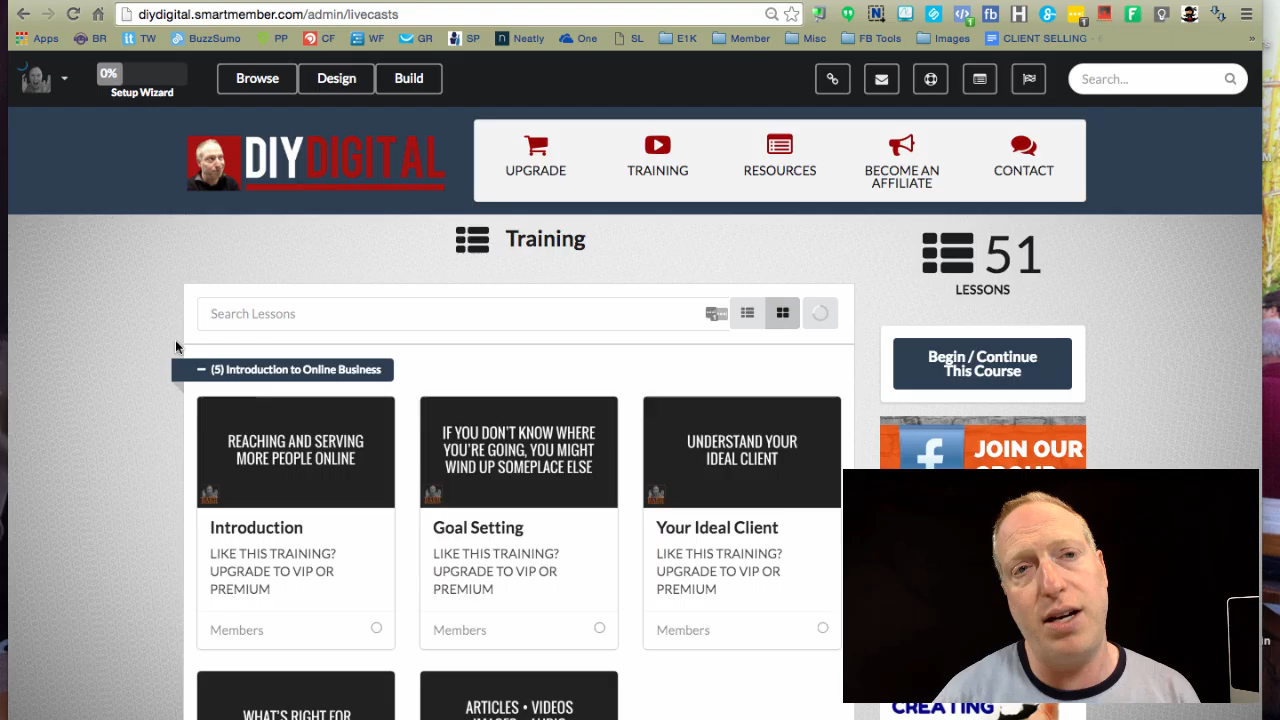 diydigital.smartmember.com/admin/livecasts
Apps BR TW BuzzSumo PP CF WF GR SP Neatly One SL E1K Member Misc FB Tools Images CLIENT SELLING -
0%
Setup Wizard
Browse Design Build
Search...
DIYDIGITAL
UPGRADE TRAINING RESOURCES BECOME AN AFFILIATE CONTACT
Training
51
LESSONS
Search Lessons
Begin / Continue
This Course
(5) Introduction to Online Business
JOIN OUR
REACHING AND SERVING
MORE PEOPLE ONLINE
IF YOU DON'T KNOW WHERE
YOU'RE GOING, YOU MIGHT
WIND UP SOMEPLACE ELSE
UNDERSTAND YOUR
IDEAL CLIENT
Introduction
LIKE THIS TRAINING?
UPGRADE TO VIP OR
PREMIUM
Members
Goal Setting
LIKE THIS TRAINING?
UPGRADE TO VIP OR
PREMIUM
Members
Your Ideal Client
LIKE THIS TRAINING?
UPGRADE TO VIP OR
PREMIUM
Members
WHAT'S RIGHT FOR
ARTICLES • VIDEOS
CREATING